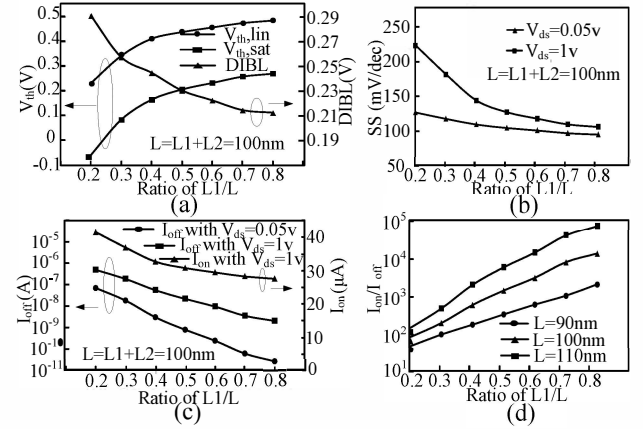 0.5
0.4
0.3
0.2
0.1
0
-0.1
V_th(V)
V_th,lin
V_th,sat
DIBL
0.29
0.27
0.24
0.21
0.19
DIBL(V)
L=L1+L2=100nm
0.2 0.3 0.4 0.5 0.6 0.7 0.8
Ratio of L1/L
(a)
250
200
150
100
50
SS (mV/dec)
V_ds=0.05v
V_ds=1v
L=L1+L2=100nm
0.2 0.3 0.4 0.5 0.6 0.7 0.8
Ratio of L1/L
(b)
10^-5
10^-6
10^-7
10^-8
10^-9
10^-10
10^-11
I_off(A)
I_off with V_ds=0.05v
I_off with V_ds=1v
I_on with V_ds=1v
40
30
20
15
10
0
I_on(μA)
L=L1+L2=100nm
0.2 0.3 0.4 0.5 0.6 0.7 0.8
Ratio of L1/L
(c)
10^5
10^4
10^3
10^2
10^1
I_on/I_off
L=90nm
L=100nm
L=110nm
0.2 0.3 0.4 0.5 0.6 0.7 0.8
Ratio of L1/L
(d)